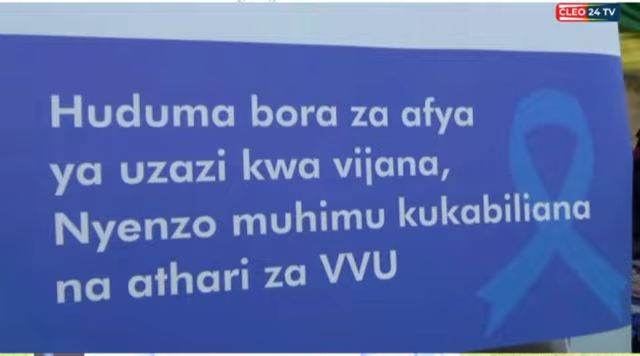 CLEO 24 TV
Huduma bora za afya
ya uzazi kwa vijana,
Nyenzo muhimu kukabiliana
na athari za VVU